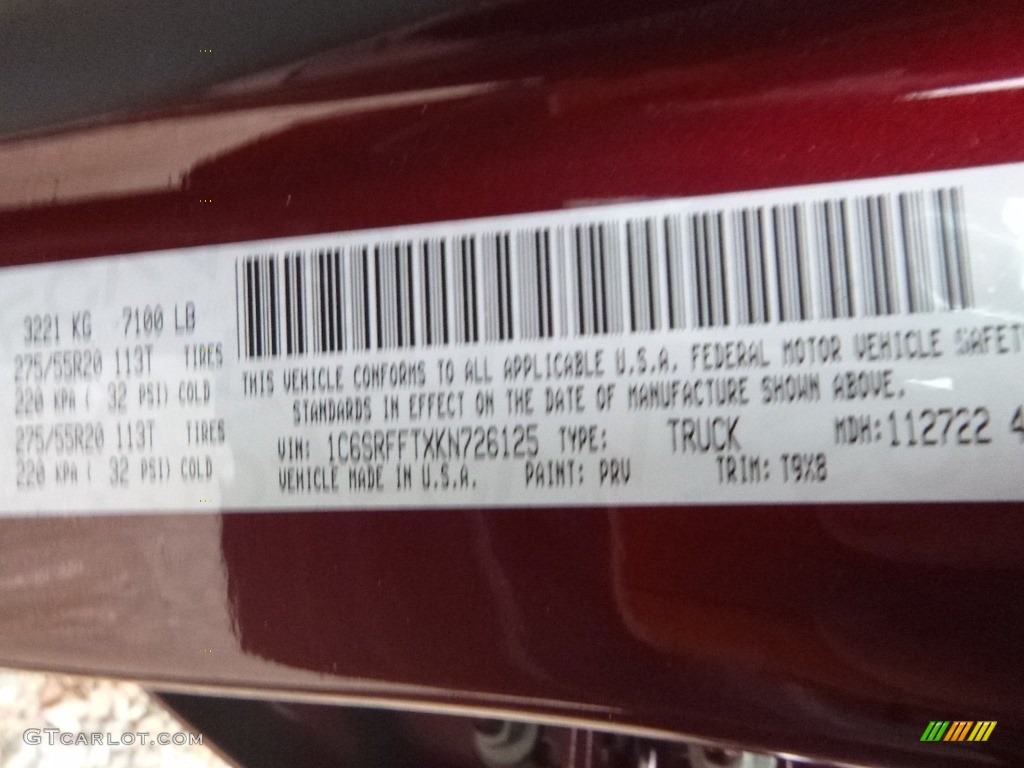 3221 KG 7100 LB
275/55R20 113T TIRES
220 KPA ( 32 PSI) COLD
275/55R20 113T TIRES
220 KPA ( 32 PSI) COLD
THIS VEHICLE CONFORMS TO ALL APPLICABLE U.S.A. FEDERAL MOTOR VEHICLE SAFET
STANDARDS IN EFFECT ON THE DATE OF MANUFACTURE SHOWN ABOVE.
VIN: 1C6SRFFTXKN726125 TYPE: TRUCK MDH: 112722 4
VEHICLE MADE IN U.S.A. PAINT: PRV TRIM: T9X8
GTCARLOT.COM